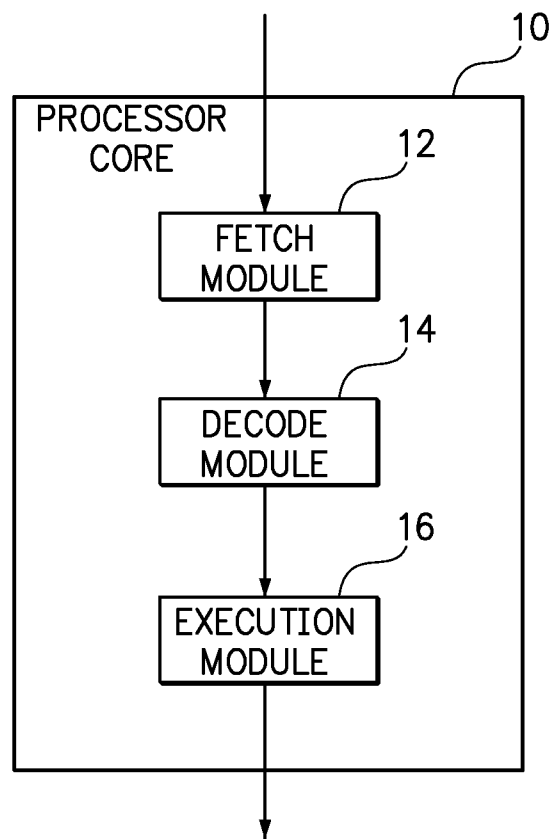 10
PROCESSOR
CORE
12
FETCH
MODULE
14
DECODE
MODULE
16
EXECUTION
MODULE